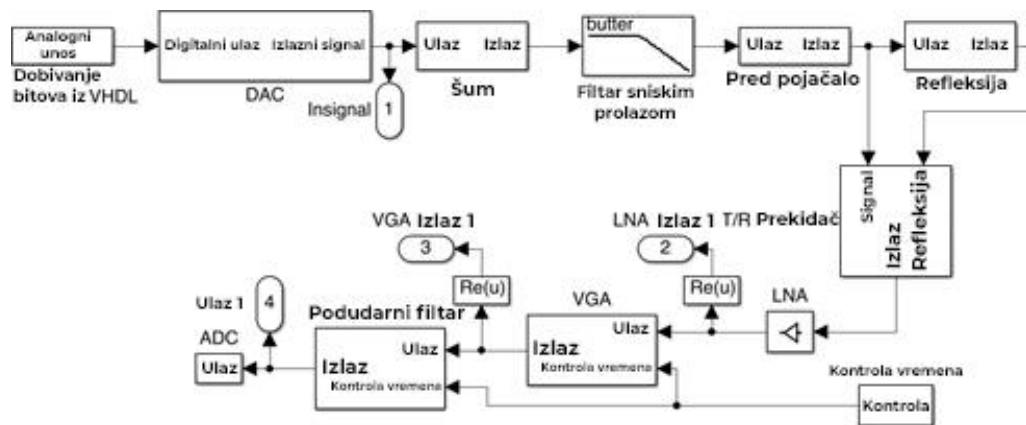 Analogni
unos
Dobivanje
bitova iz VHDL
Digitalni ulaz Izlazni signal
DAC
Insignal
1
Ulaz Izlaz
Šum
butter
Filtar sniskim
prolazom
Ulaz Izlaz
Pred pojačalo
Ulaz Izlaz
Refleksija
Signal
Izlaz
Refleksija
T/R Prekidač
LNA
LNA Izlaz 1
2
Re(u)
VGA
Ulaz
Izlaz
Kontrola vremena
VGA Izlaz 1
3
Re(u)
Podudarni filtar
Ulaz
Izlaz
Kontrola vremena
Ulaz 1
4
ADC
Ulaz
Kontrola vremena
Kontrola